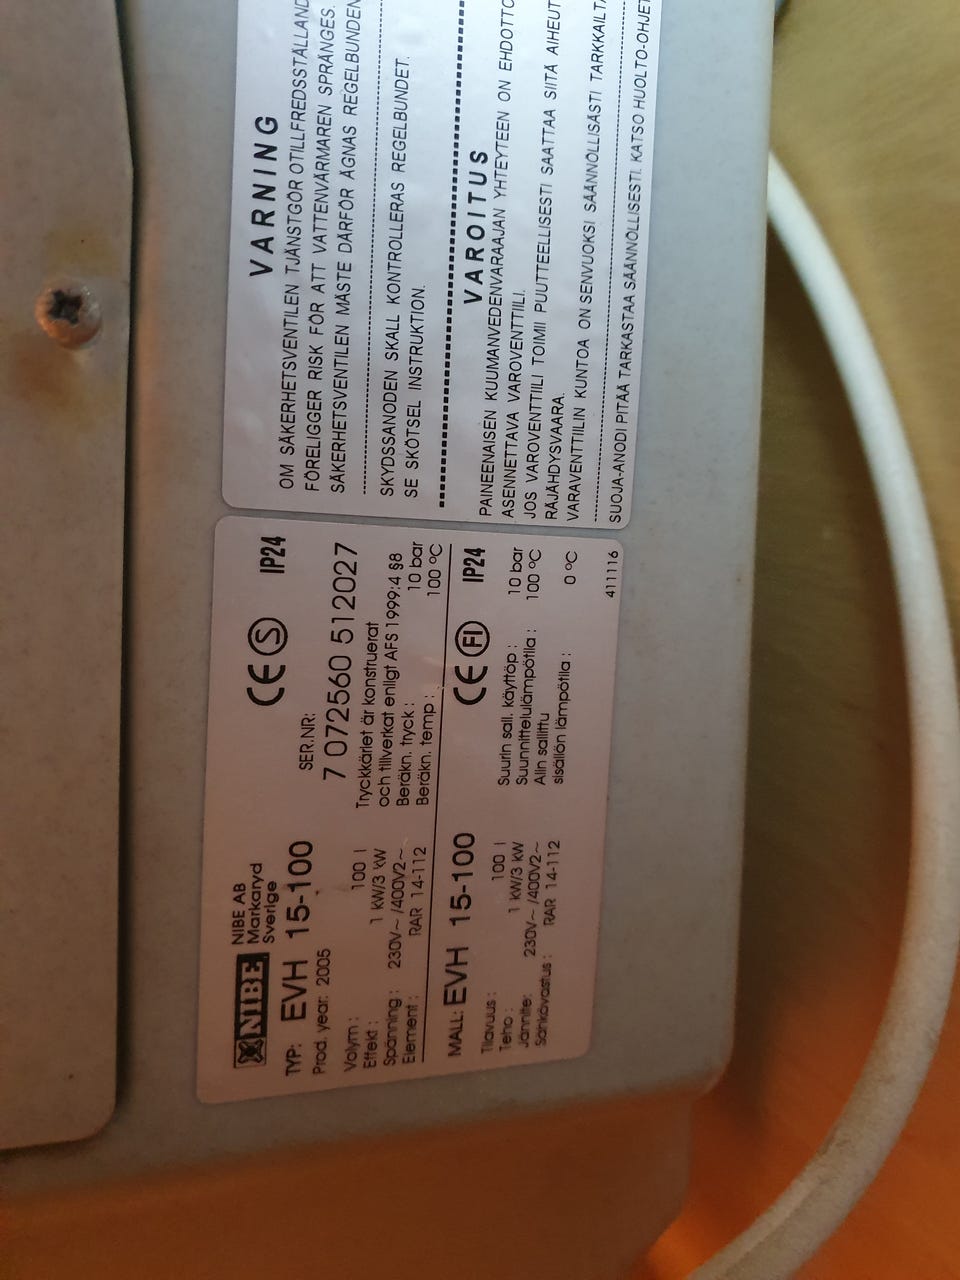 NIBE
NIBE AB
Markaryd
Sverige
TYP: EVH 15-100
Prod. year: 2005
Volym : 100 l
Effekt : 1 kW/3 kW
Spänning : 230V~ /400V2~
Element : RAR 14-112
CE S IP24
SER.NR:
7 072560 512027
Tryckkärlet är konstruerat
och tillverkat enligt AFS 1999:4 §8
Beräkn. tryck : 10 bar
Beräkn. temp : 100 °C
MALL: EVH 15-100
Tilavuus : 100 l
Teho : 1 kW/3 kW
Jännite: 230V~ /400V2~
Sähkövastus : RAR 14-112
CE FI IP24
Suurin sall. käyttöp : 10 bar
Suunnittelulämpötila : 100 °C
Alin sallittu
sisällön lämpötila : 0 °C
411116
VARNING
OM SÄKERHETSVENTILEN TJÄNSTGÖR OTILLFREDSSTÄLLAND
FÖRELIGGER RISK FÖR ATT VATTENVÄRMAREN SPRÄNGES.
SÄKERHETSVENTILEN MÅSTE DÄRFÖR ÄGNAS REGELBUNDEN
SKYDSSANODEN SKALL KONTROLLERAS REGELBUNDET.
SE SKÖTSEL INSTRUKTION.
VAROITUS
PAINEENAISEN KUUMANVEDENVARAAJAN YHTEYTEEN ON EHDOTTO
ASENNETTAVA VAROVENTTIILI.
JOS VAROVENTTIILI TOIMII PUUTTEELLISESTI SAATTAA SIITÄ AIHEUT
RÄJÄHDYSVAARA.
VARAVENTTIILIN KUNTOA ON SENVUOKSI SÄÄNNÖLLISÄSTI TARKKAILTA
SUOJA-ANODI PITÄÄ TARKASTAA SÄÄNNÖLLISESTI. KATSO HUOLTO-OHJET